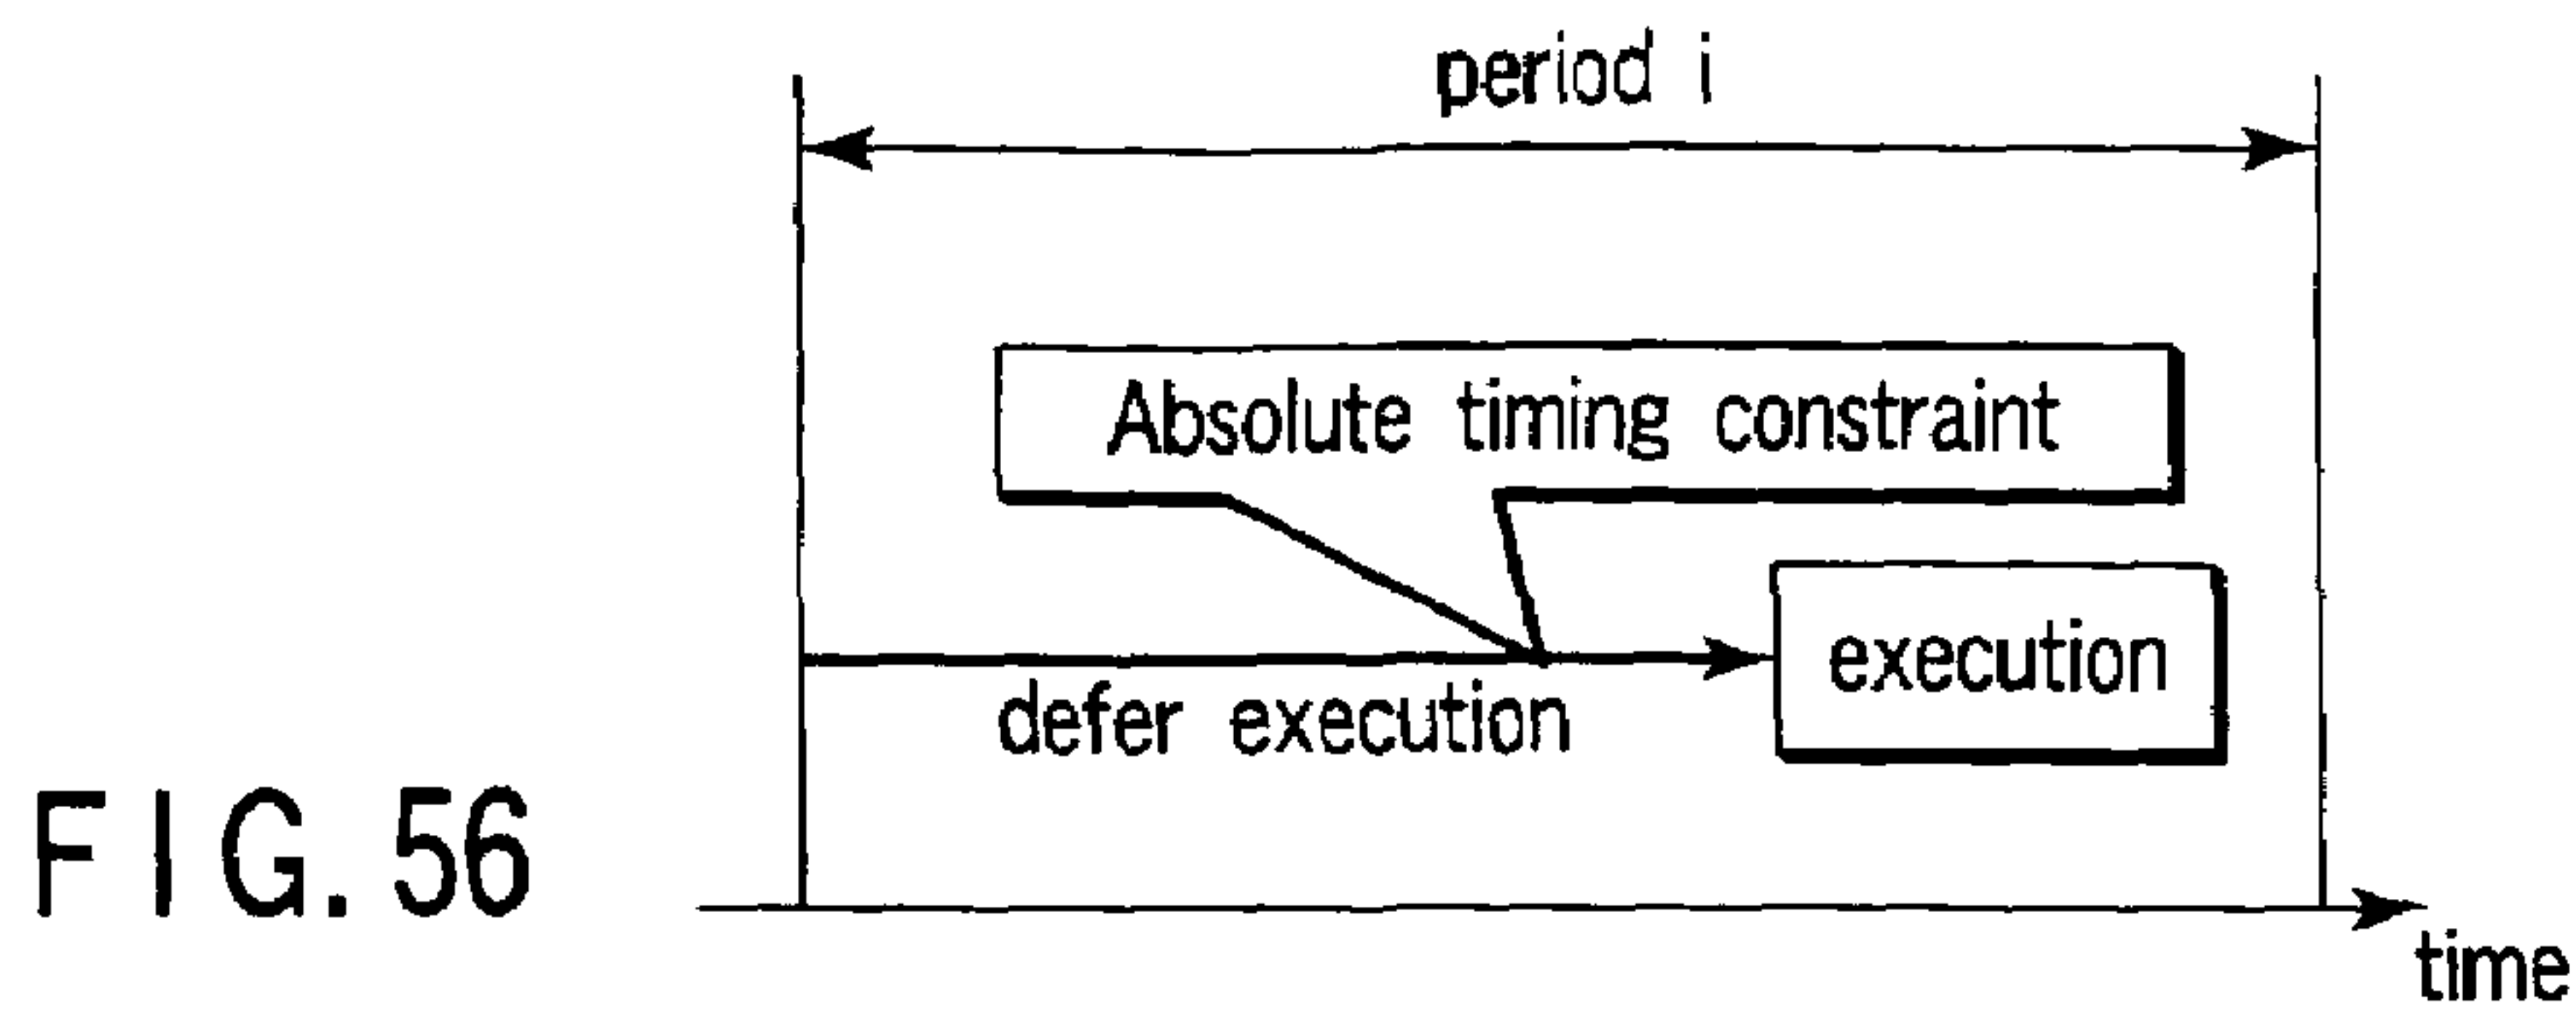 period i
Absolute timing constraint
execution
defer execution
FIG. 56
time